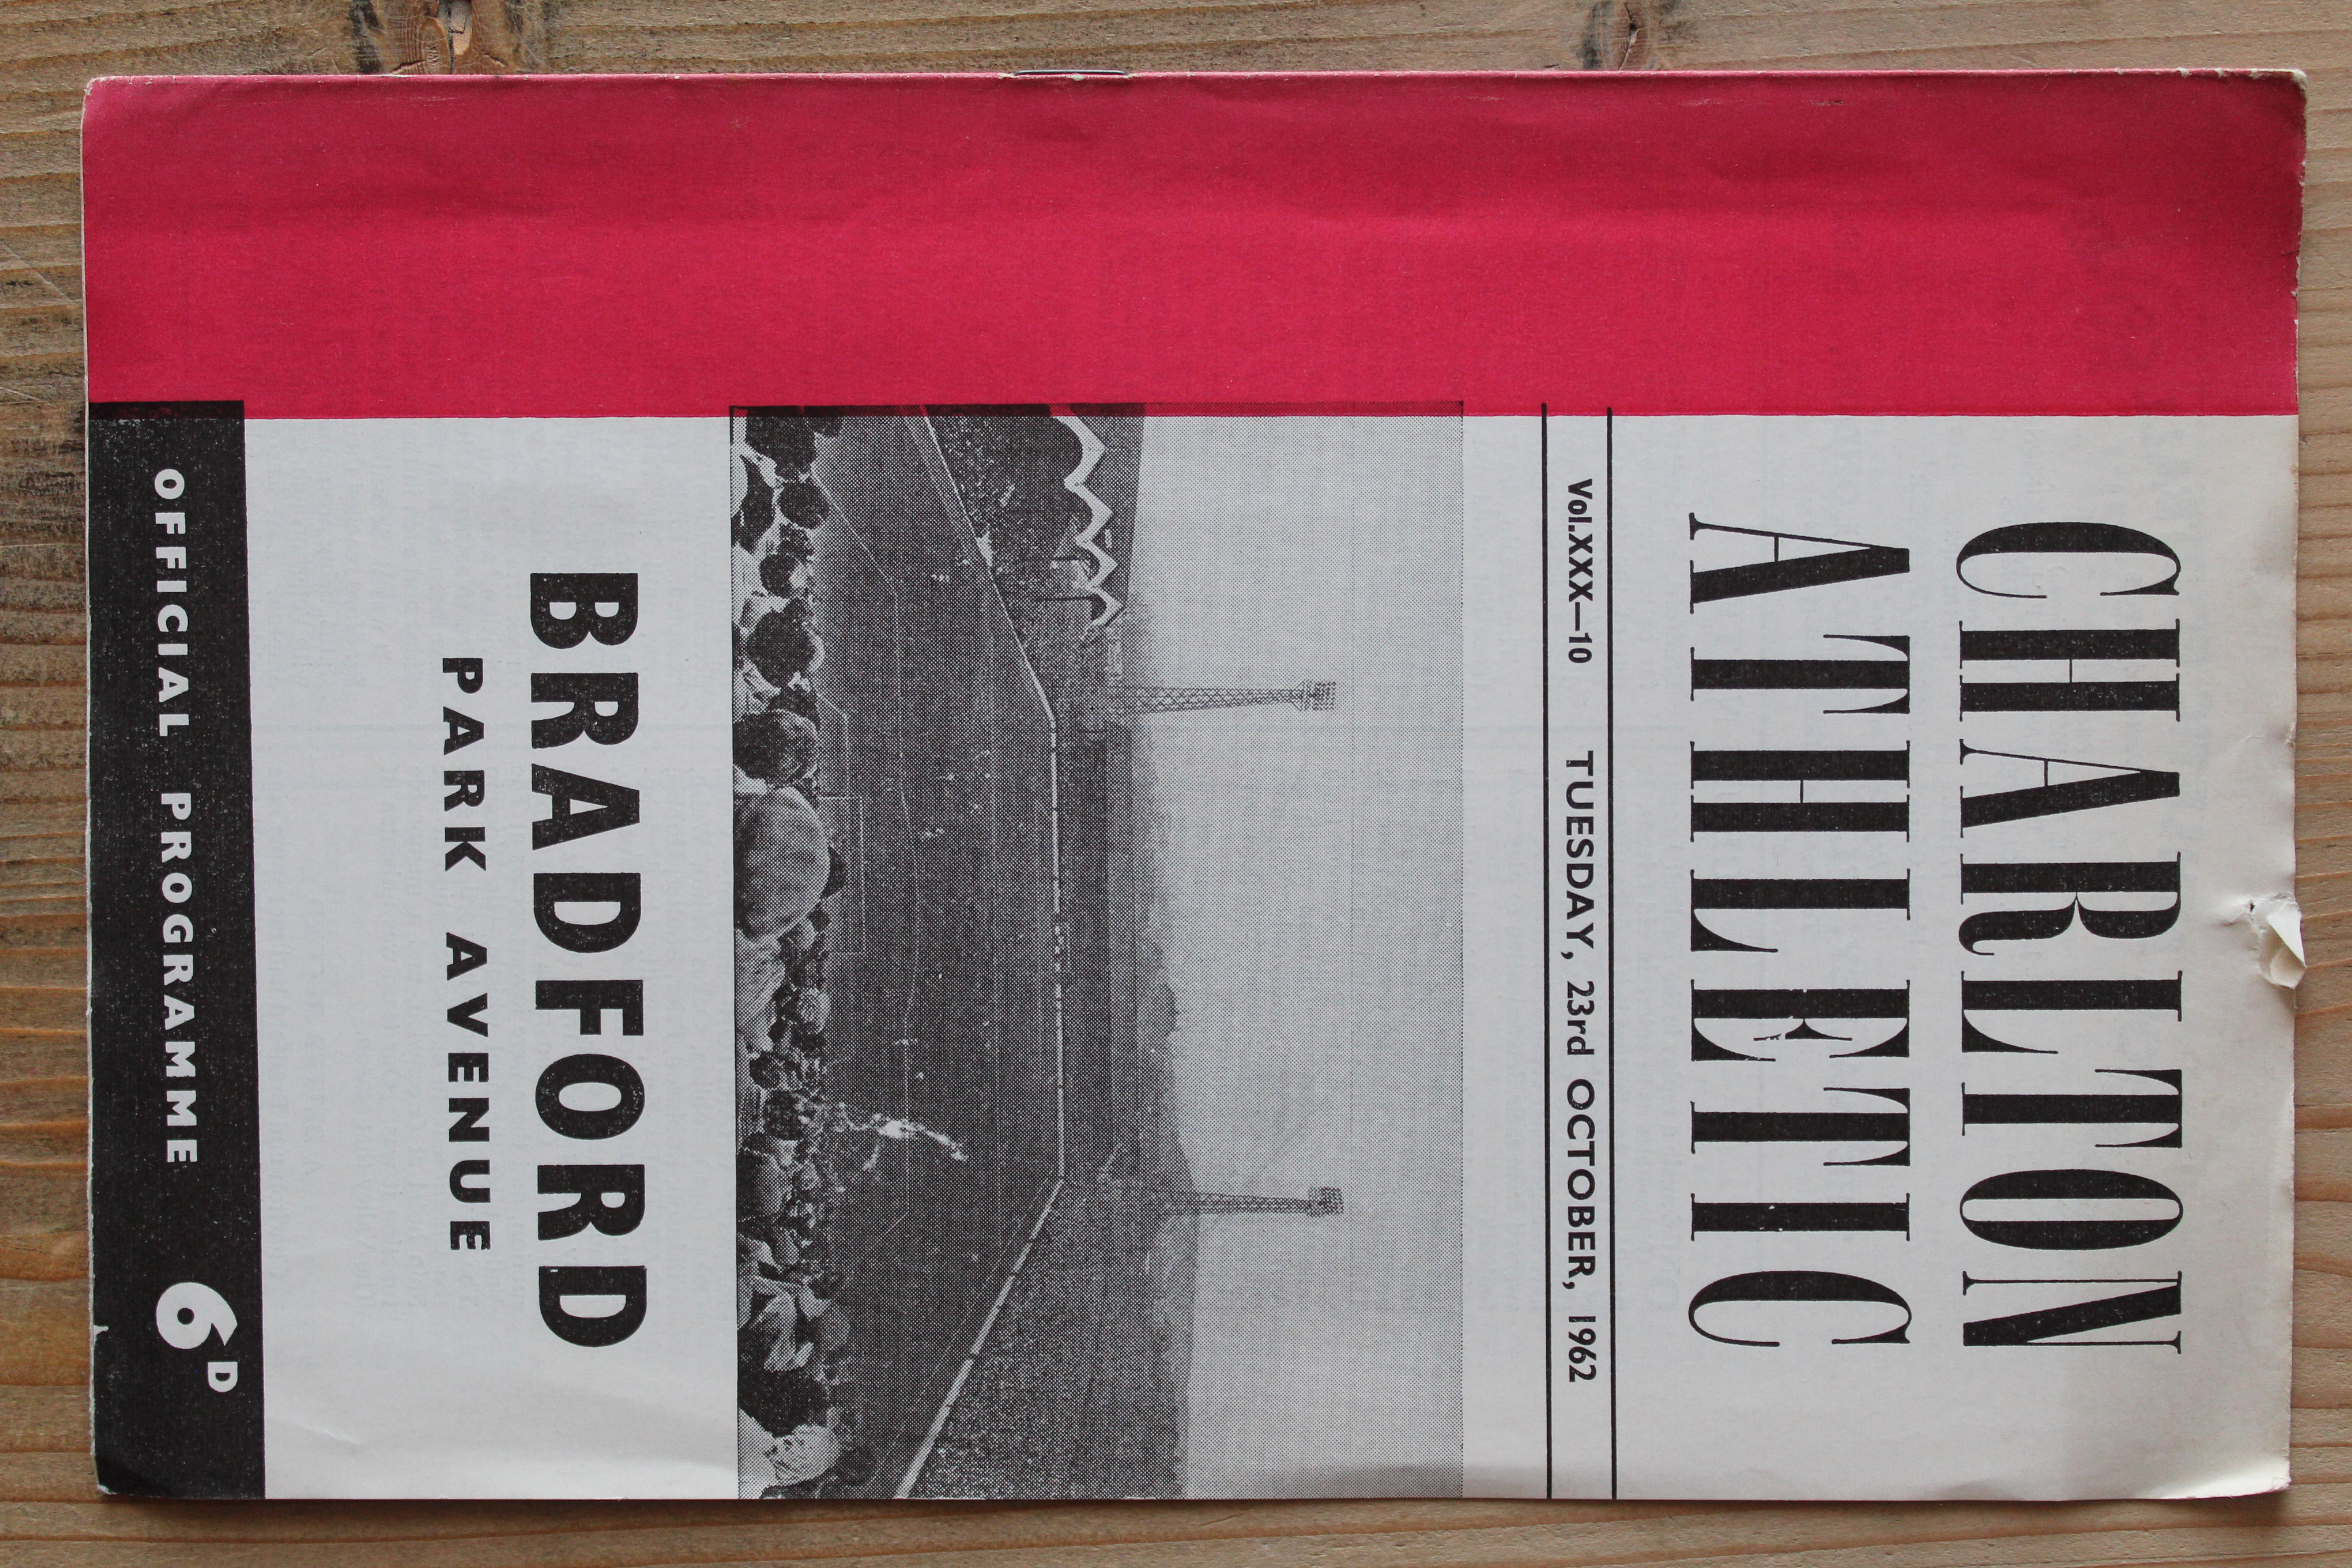 CHARLTON
ATHLETIC
Vol.XXX—10 TUESDAY, 23rd OCTOBER, 1962
BRADFORD
PARK AVENUE
OFFICIAL PROGRAMME 6D